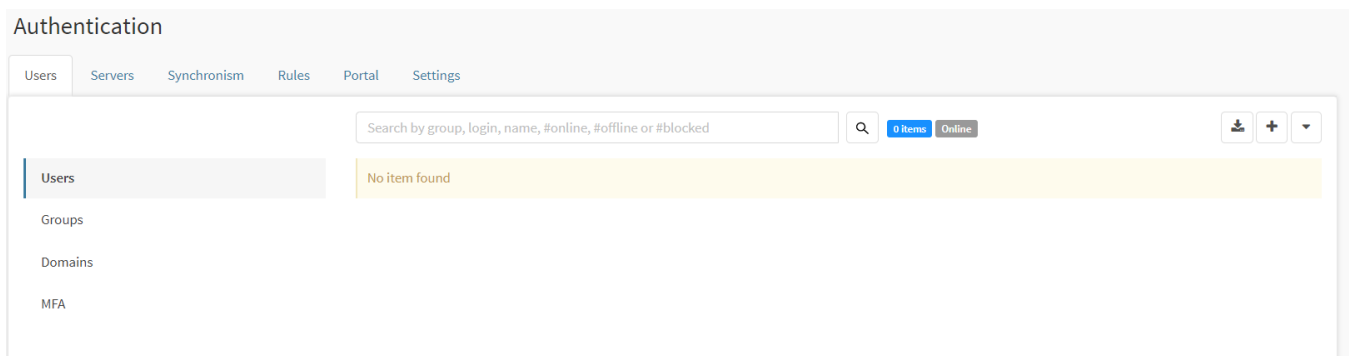 Authentication
Users Servers Synchronism Rules Portal Settings
Search by group, login, name, #online, #offline or #blocked 0 items Online
Users
No item found
Groups
Domains
MFA